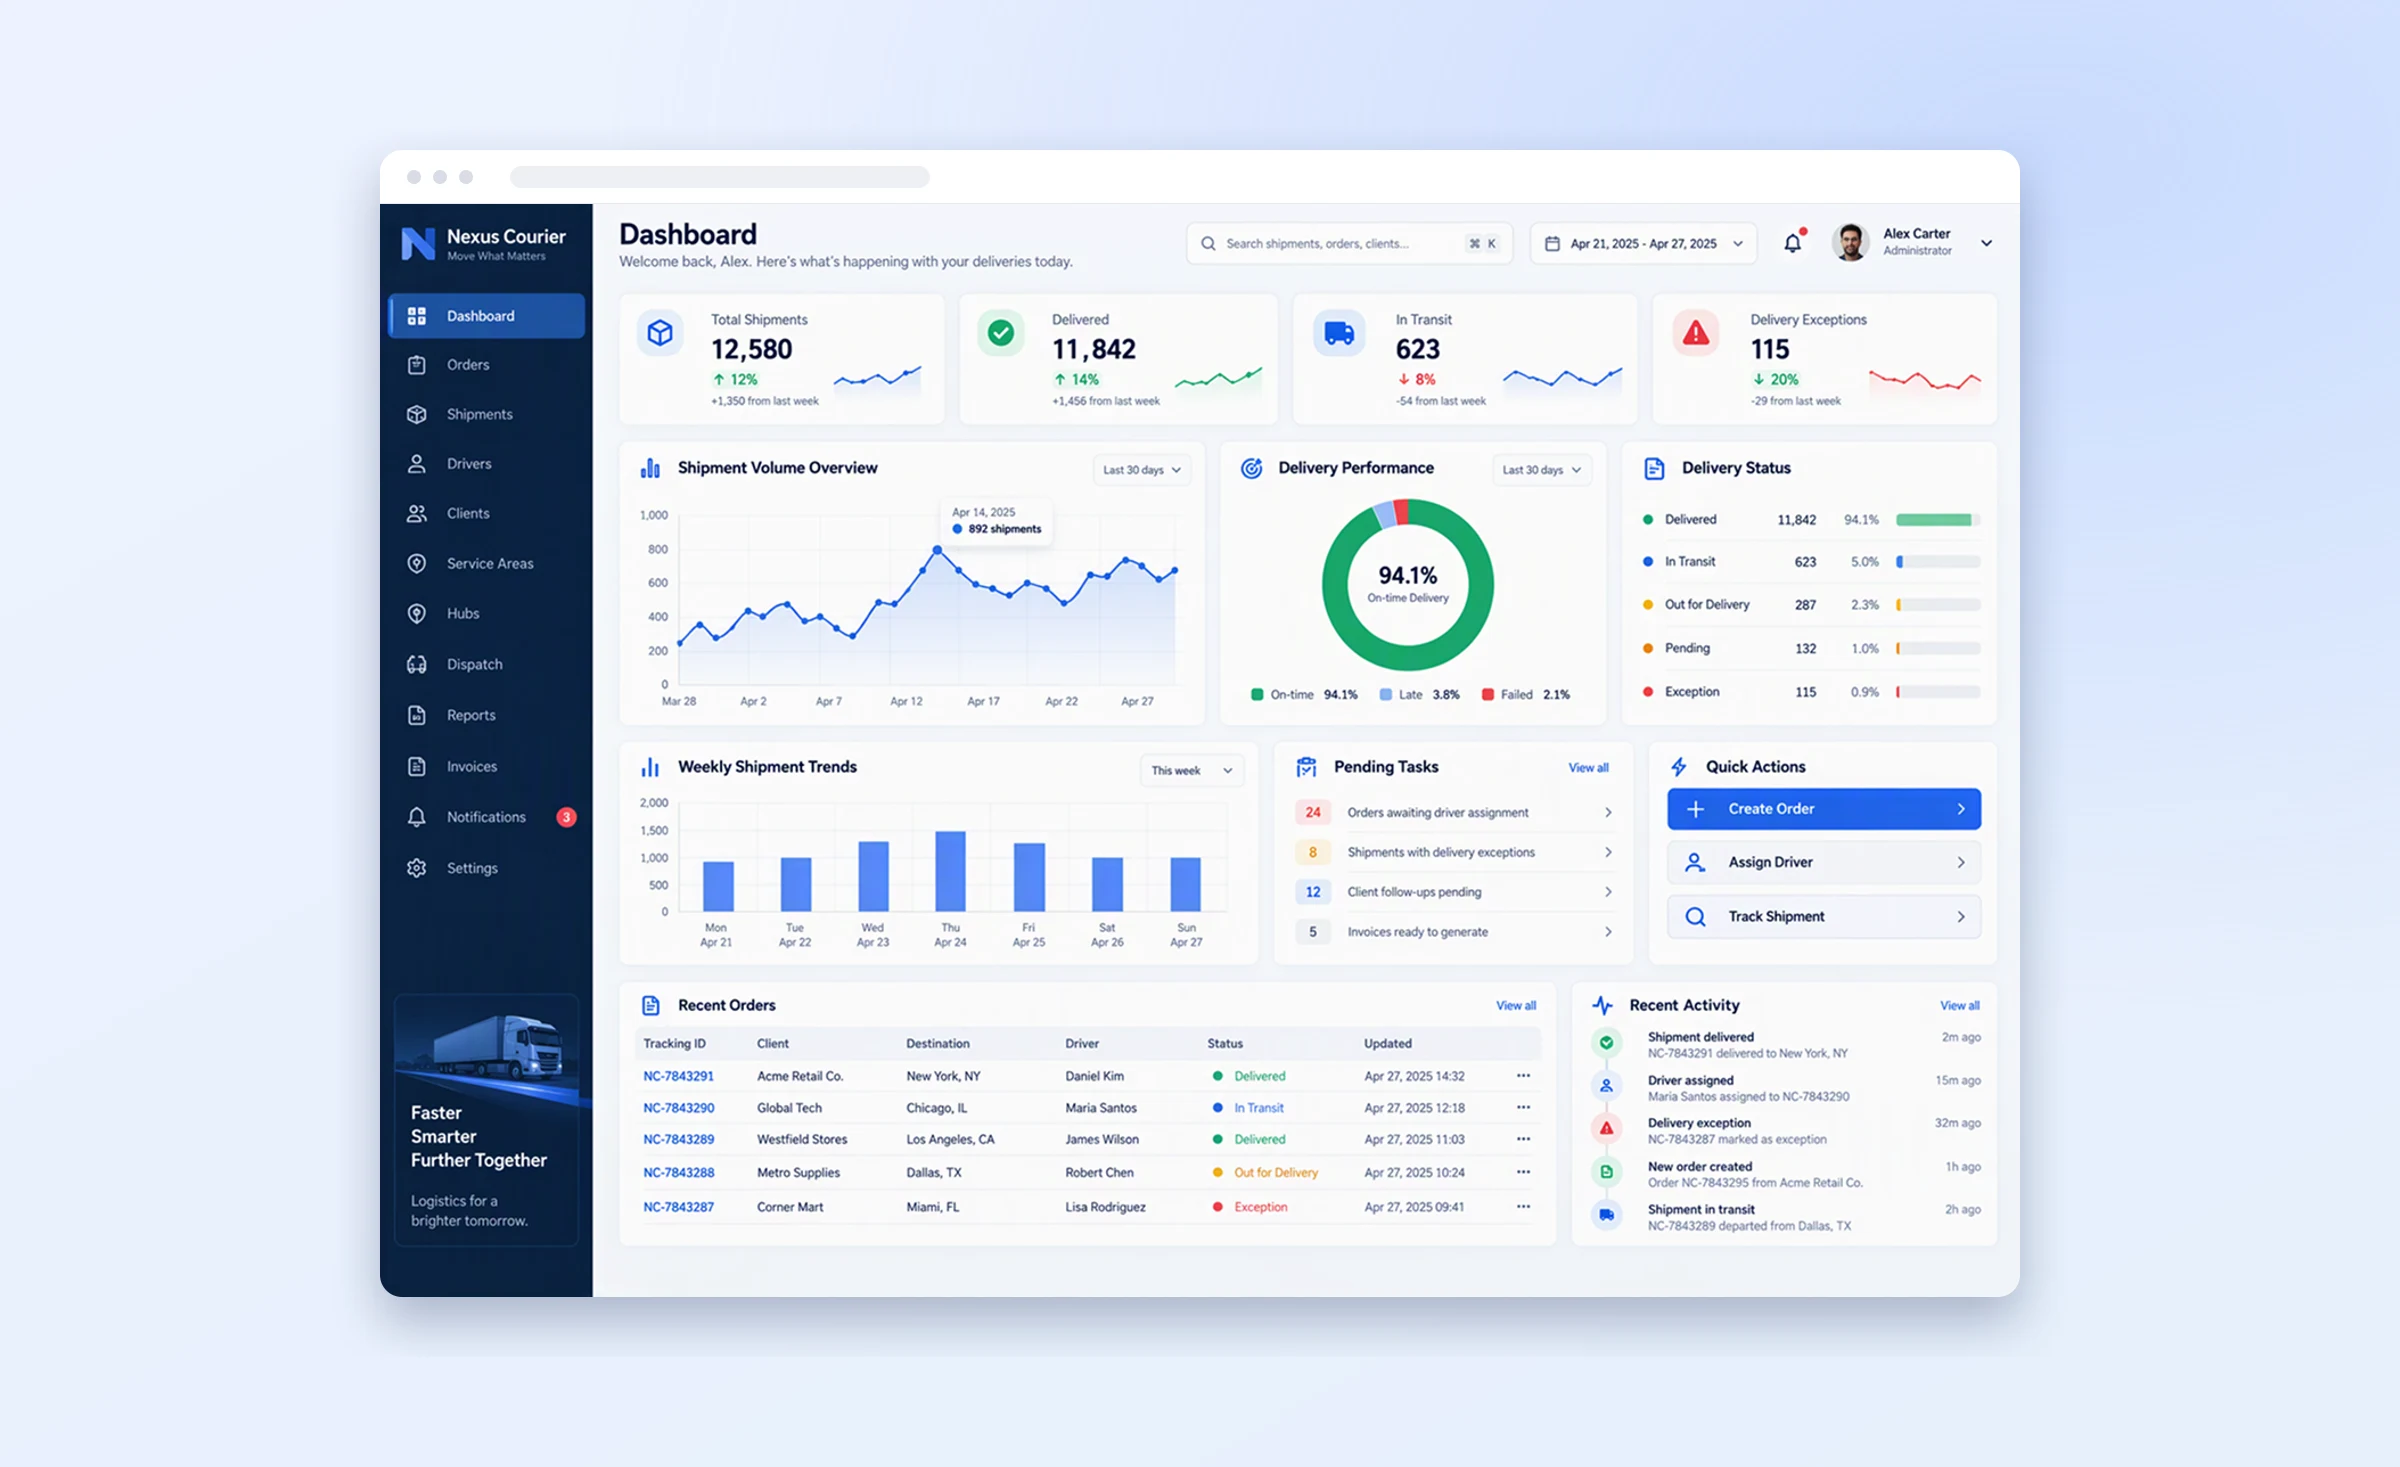 Nexus Courier
Move What Matters
Dashboard
Orders
Shipments
Drivers
Clients
Service Areas
Hubs
Dispatch
Reports
Invoices
Notifications 3
Settings
Faster
Smarter
Further Together
Logistics for a
brighter tomorrow.
Dashboard
Welcome back, Alex. Here's what's happening with your deliveries today.
Search shipments, orders, clients... ⌘ K
Apr 21, 2025 - Apr 27, 2025
Alex Carter
Administrator
Total Shipments
12,580
↑ 12%
+1,350 from last week
Delivered
11,842
↑ 14%
+1,456 from last week
In Transit
623
↓ 8%
-54 from last week
Delivery Exceptions
115
↓ 20%
-29 from last week
Shipment Volume Overview
Last 30 days
Apr 14, 2025
892 shipments
1,000
800
600
400
200
0
Mar 28 Apr 2 Apr 7 Apr 12 Apr 17 Apr 22 Apr 27
Delivery Performance
Last 30 days
94.1%
On-time Delivery
On-time 94.1% Late 3.8% Failed 2.1%
Delivery Status
Delivered 11,842 94.1%
In Transit 623 5.0%
Out for Delivery 287 2.3%
Pending 132 1.0%
Exception 115 0.9%
Weekly Shipment Trends
This week
2,000
1,500
1,000
500
0
Mon Tue Wed Thu Fri Sat Sun
Apr 21 Apr 22 Apr 23 Apr 24 Apr 25 Apr 26 Apr 27
Pending Tasks
View all
24 Orders awaiting driver assignment
8 Shipments with delivery exceptions
12 Client follow-ups pending
5 Invoices ready to generate
Quick Actions
Create Order
Assign Driver
Track Shipment
Recent Orders
View all
Tracking ID Client Destination Driver Status Updated
NC-7843291 Acme Retail Co. New York, NY Daniel Kim Delivered Apr 27, 2025 14:32
NC-7843290 Global Tech Chicago, IL Maria Santos In Transit Apr 27, 2025 12:18
NC-7843289 Westfield Stores Los Angeles, CA James Wilson Delivered Apr 27, 2025 11:03
NC-7843288 Metro Supplies Dallas, TX Robert Chen Out for Delivery Apr 27, 2025 10:24
NC-7843287 Corner Mart Miami, FL Lisa Rodriguez Exception Apr 27, 2025 09:41
Recent Activity
View all
Shipment delivered 2m ago
NC-7843291 delivered to New York, NY
Driver assigned 15m ago
Maria Santos assigned to NC-7843290
Delivery exception 32m ago
NC-7843287 marked as exception
New order created 1h ago
Order NC-7843295 from Acme Retail Co.
Shipment in transit 2h ago
NC-7843289 departed from Dallas, TX